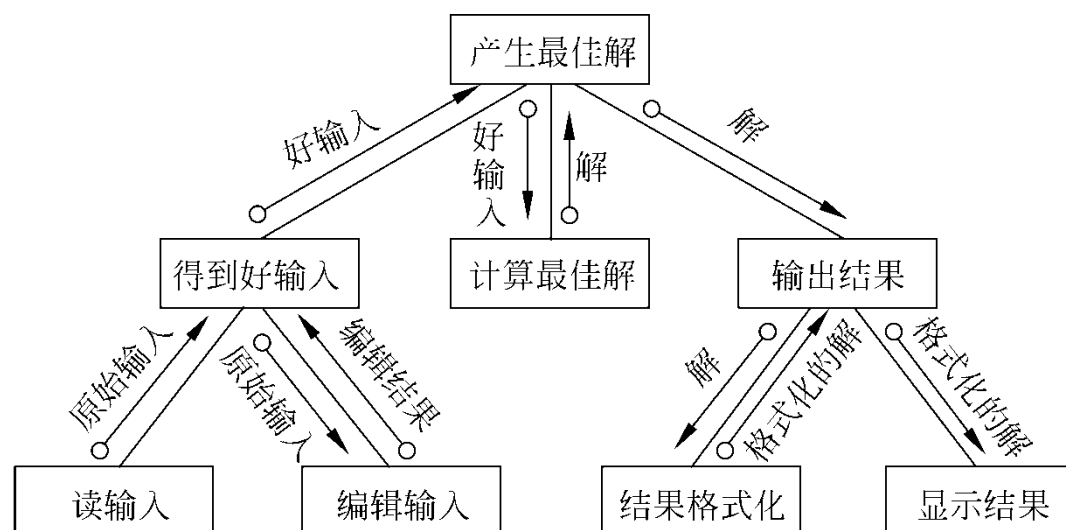 产生最佳解
好输入
好输入
解
解
得到好输入
计算最佳解
输出结果
原始输入
原始输入
编辑结果
解
格式化的解
格式化的解
读输入
编辑输入
结果格式化
显示结果